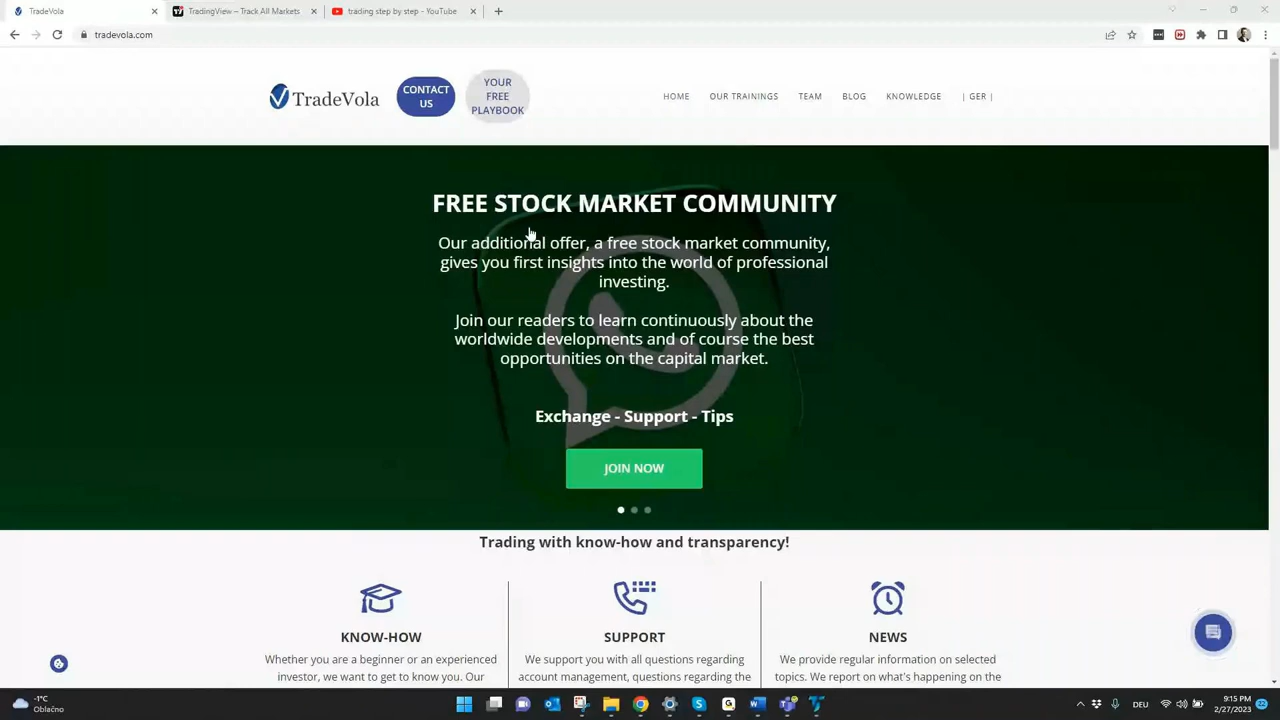 TradeVola
TradingView – Track All Markets
trading step by step - YouTube
tradevola.com
TradeVola
CONTACT
US
YOUR
FREE
PLAYBOOK
HOME
OUR TRAININGS
TEAM
BLOG
KNOWLEDGE
| GER |
FREE STOCK MARKET COMMUNITY
Our additional offer, a free stock market community,
gives you first insights into the world of professional
investing.
Join our readers to learn continuously about the
worldwide developments and of course the best
opportunities on the capital market.
Exchange - Support - Tips
JOIN NOW
Trading with know-how and transparency!
KNOW-HOW
SUPPORT
NEWS
Whether you are a beginner or an experienced
investor, we want to get to know you. Our
We support you with all questions regarding
account management, questions regarding the
We provide regular information on selected
topics. We report on what's happening on the
-1°C
Oblačno
DEU
9:15 PM
2/27/2023